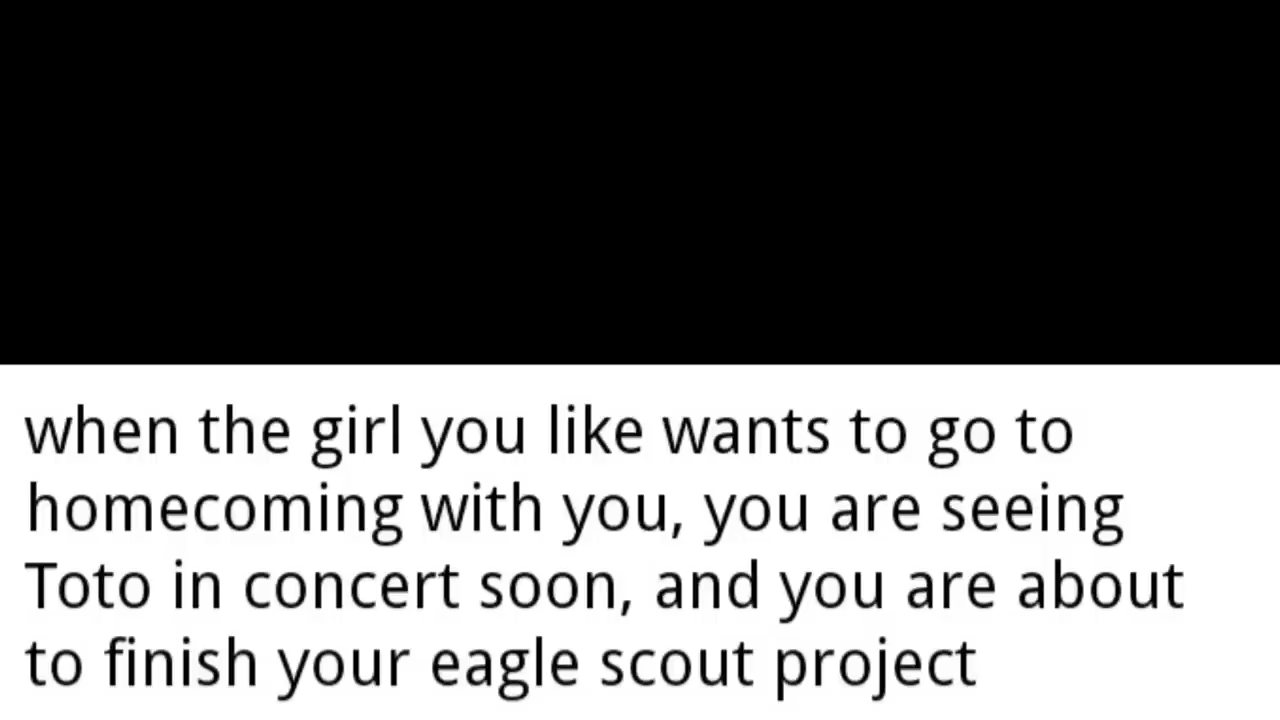 when the girl you like wants to go to
homecoming with you, you are seeing
Toto in concert soon, and you are about
to finish your eagle scout project